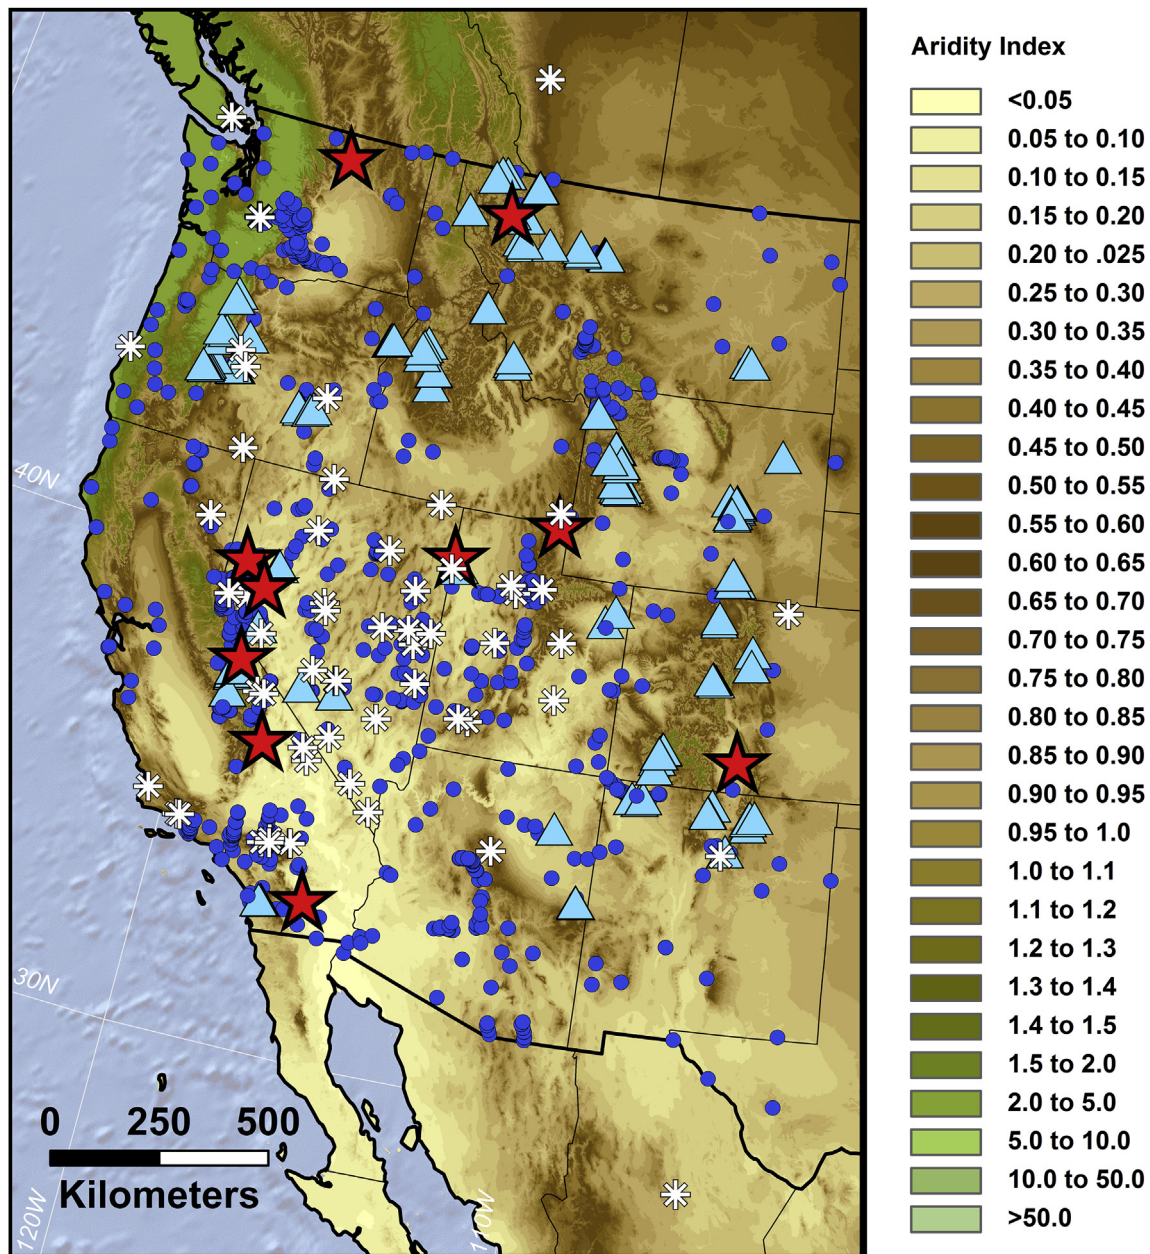 Aridity Index
<0.05
0.05 to 0.10
0.10 to 0.15
0.15 to 0.20
0.20 to .025
0.25 to 0.30
0.30 to 0.35
0.35 to 0.40
0.40 to 0.45
0.45 to 0.50
0.50 to 0.55
0.55 to 0.60
0.60 to 0.65
0.65 to 0.70
0.70 to 0.75
0.75 to 0.80
0.80 to 0.85
0.85 to 0.90
0.90 to 0.95
0.95 to 1.0
1.0 to 1.1
1.1 to 1.2
1.2 to 1.3
1.3 to 1.4
1.4 to 1.5
1.5 to 2.0
2.0 to 5.0
5.0 to 10.0
10.0 to 50.0
>50.0
40N
30N
0 250 500
Kilometers
120W
110W